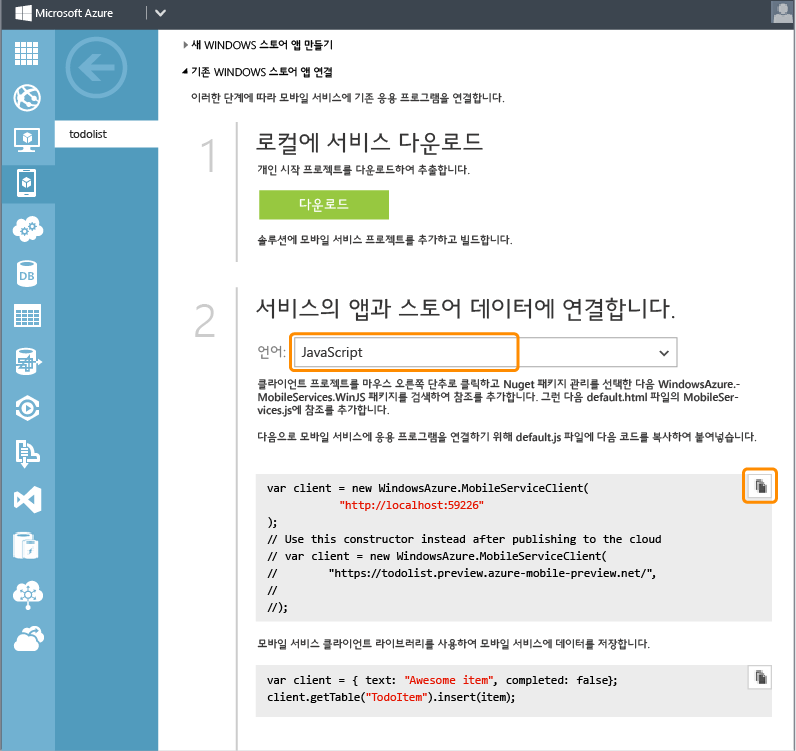 Microsoft Azure
새 WINDOWS 스토어 앱 만들기
기존 WINDOWS 스토어 앱 연결
이러한 단계에 따라 모바일 서비스에 기존 응용 프로그램을 연결합니다.
todolist
1
로컬에 서비스 다운로드
개인 시작 프로젝트를 다운로드하여 추출합니다.
다운로드
솔루션에 모바일 서비스 프로젝트를 추가하고 빌드합니다.
2
서비스의 앱과 스토어 데이터에 연결합니다.
언어: JavaScript
클라이언트 프로젝트를 마우스 오른쪽 단추로 클릭하고 Nuget 패키지 관리를 선택한 다음 WindowsAzure.-
MobileServices.WinJS 패키지를 검색하여 참조를 추가합니다. 그런 다음 default.html 파일의 MobileSer-
vices.js에 참조를 추가합니다.
다음으로 모바일 서비스에 응용 프로그램을 연결하기 위해 default.js 파일에 다음 코드를 복사하여 붙여넣습니다.
var client = new WindowsAzure.MobileServiceClient(
"http://localhost:59226"
);
// Use this constructor instead after publishing to the cloud
// var client = new WindowsAzure.MobileServiceClient(
// "https://todolist.preview.azure-mobile-preview.net/",
//
//);
모바일 서비스 클라이언트 라이브러리를 사용하여 모바일 서비스에 데이터를 저장합니다.
var client = { text: "Awesome item", completed: false};
client.getTable("TodoItem").insert(item);
DB